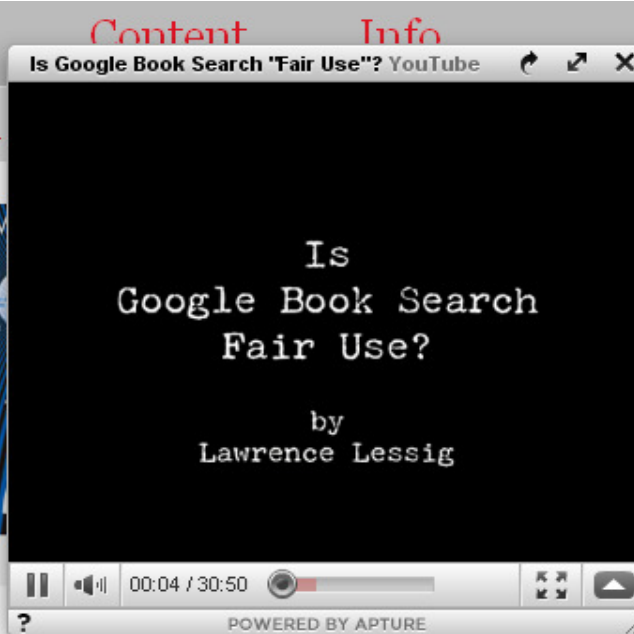 Content Info
Is Google Book Search "Fair Use"? YouTube
Is
Google Book Search
Fair Use?
by
Lawrence Lessig
00:04 / 30:50
? POWERED BY APTURE